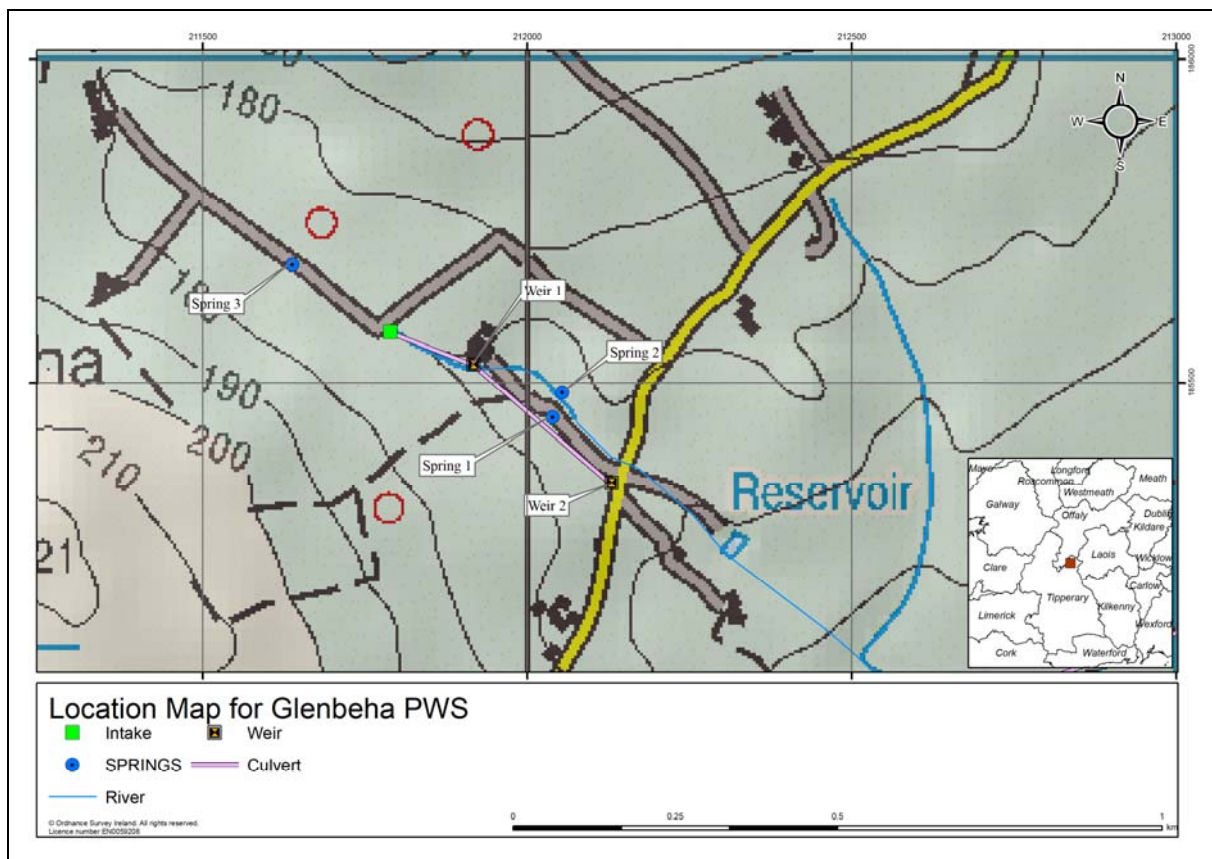 211500
212000
212500
213000
186000
180
N
W E
S
Spring 3
Weir 1
Spring 2
185500
190
200
210
Spring 1
Weir 2
Reservoir
na
21
Mayo
Longford
Roscommon
Meath
Westmeath
Galway
Offaly
Dublin
Kildare
Laois
Wicklow
Clare
Carlow
Tipperary
Limerick
Kilkenny
Wexford
Cork
Waterford
Location Map for Glenbeha PWS
Intake Weir
SPRINGS Culvert
River
© Ordnance Survey Ireland. All rights reserved.
Licence number EN0059208
0 0.25 0.5 1
km